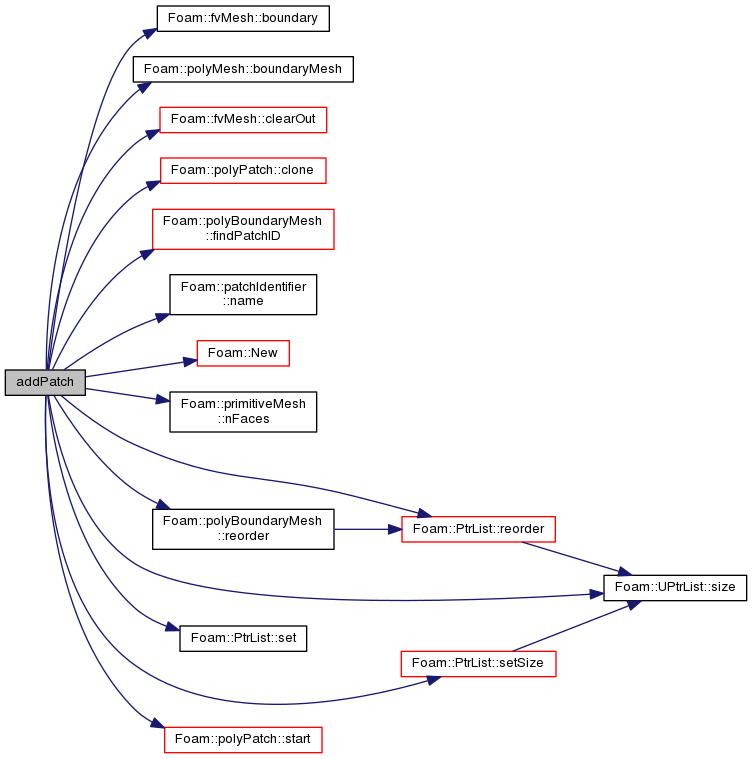 Foam::fvMesh::boundary
Foam::polyMesh::boundaryMesh
Foam::fvMesh::clearOut
Foam::polyPatch::clone
Foam::polyBoundaryMesh
::findPatchID
Foam::patchIdentifier
::name
Foam::New
addPatch
Foam::primitiveMesh
::nFaces
Foam::polyBoundaryMesh
::reorder
Foam::PtrList::reorder
Foam::UPtrList::size
Foam::PtrList::set
Foam::PtrList::setSize
Foam::polyPatch::start